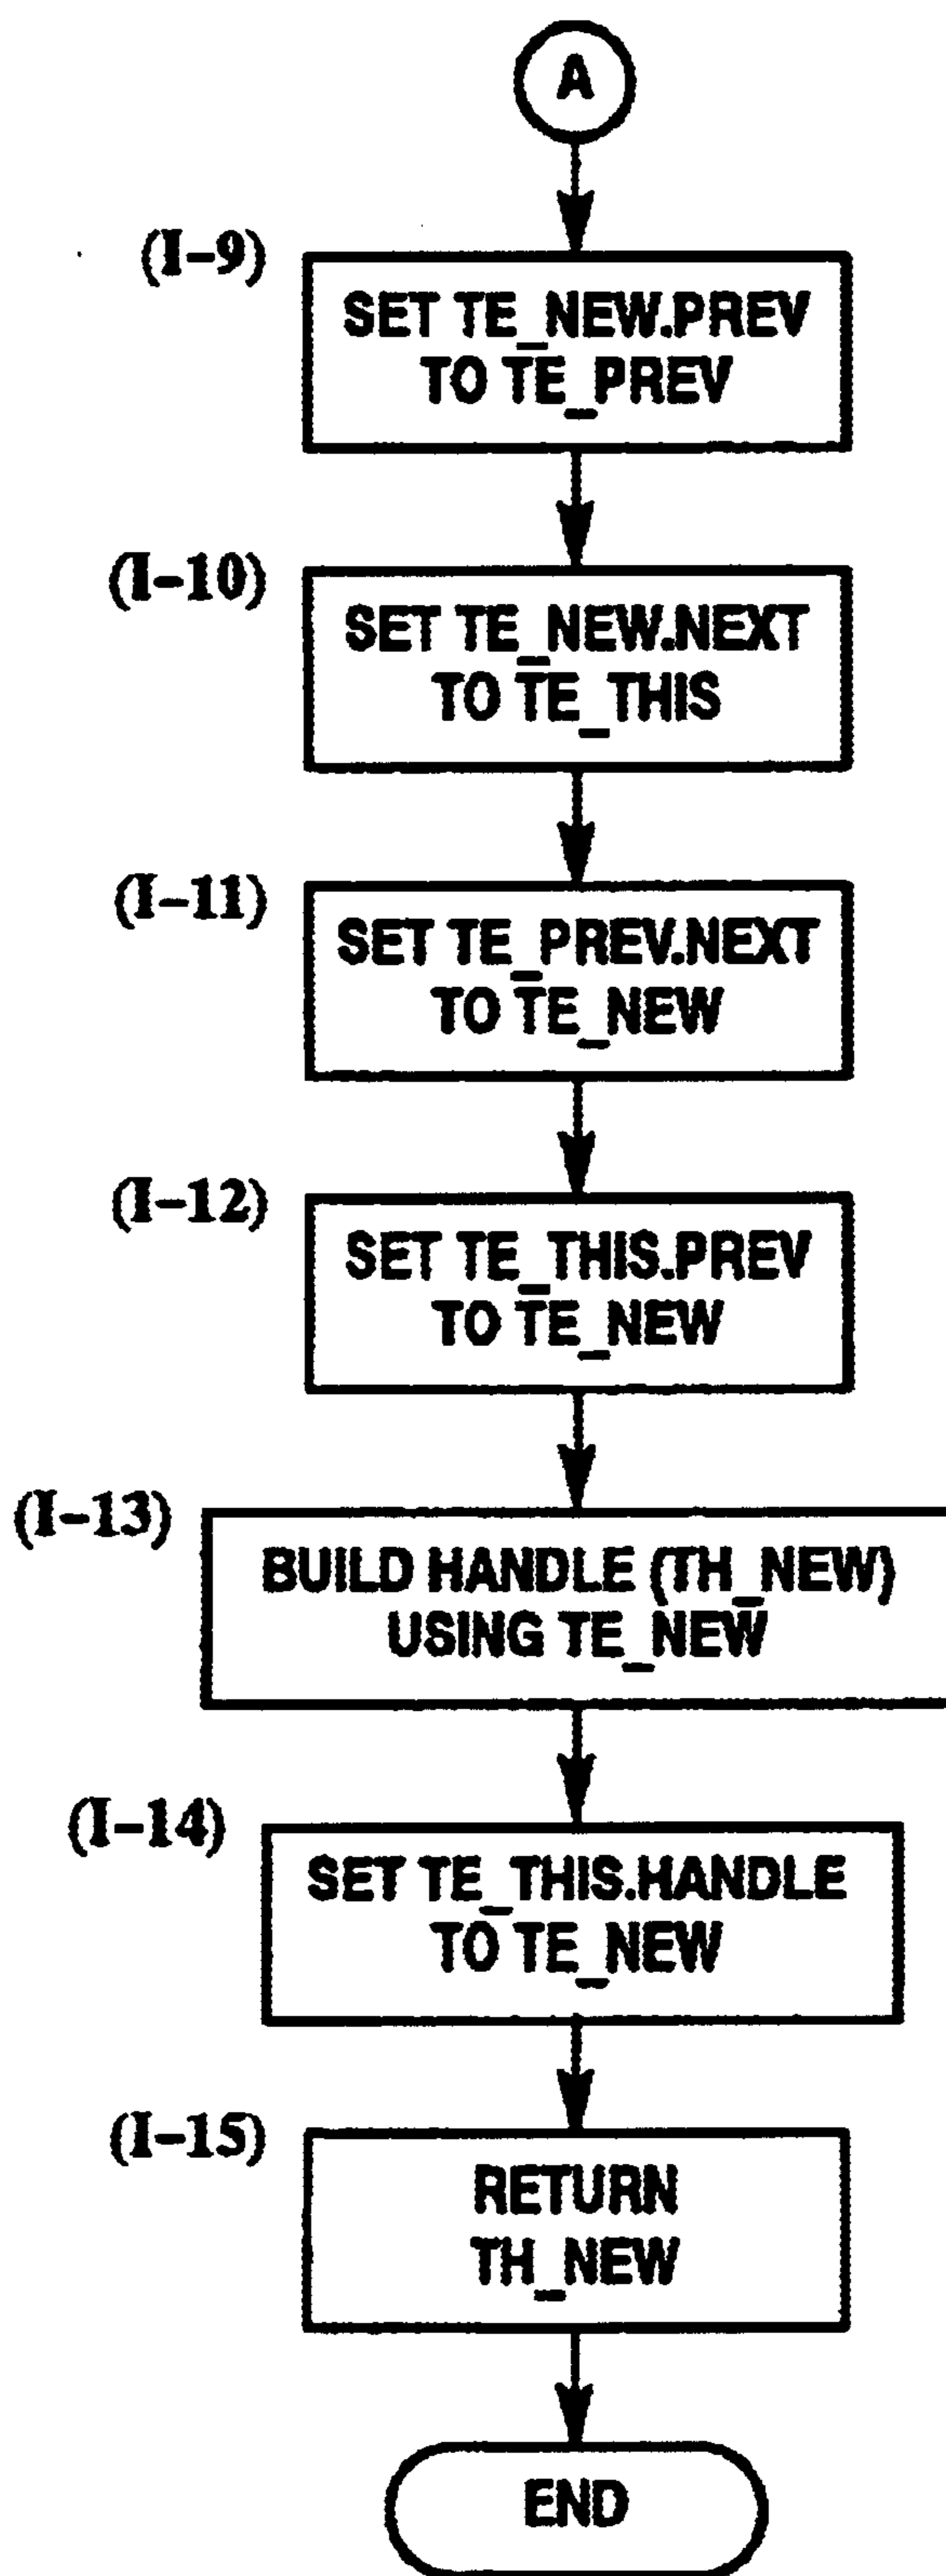 A
(I-9)
SET TE_NEW.PREV
TO TE_PREV
(I-10)
SET TE_NEW.NEXT
TO TE_THIS
(I-11)
SET TE_PREV.NEXT
TO TE_NEW
(I-12)
SET TE_THIS.PREV
TO TE_NEW
(I-13)
BUILD HANDLE (TH_NEW)
USING TE_NEW
(I-14)
SET TE_THIS.HANDLE
TO TE_NEW
(I-15)
RETURN
TH_NEW
END